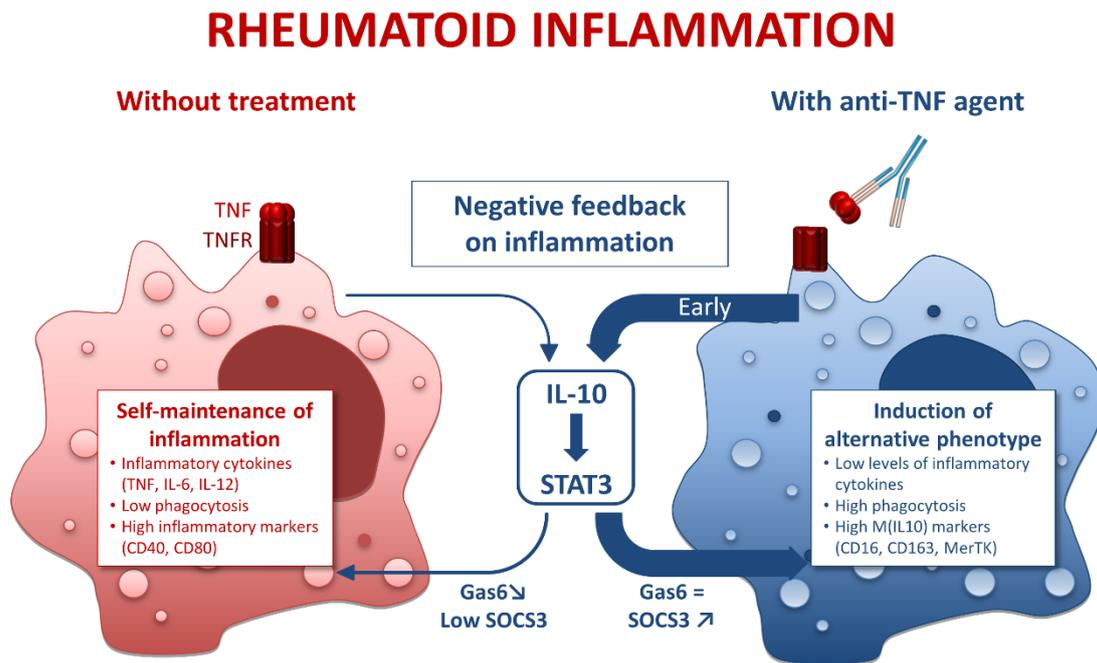 RHEUMATOID INFLAMMATION
Without treatment
With anti-TNF agent
TNF
TNFR
Negative feedback
on inflammation
Early
IL-10
STAT3
Self-maintenance of
inflammation
• Inflammatory cytokines
(TNF, IL-6, IL-12)
• Low phagocytosis
• High inflammatory markers
(CD40, CD80)
Induction of
alternative phenotype
• Low levels of inflammatory
cytokines
• High phagocytosis
• High M(IL10) markers
(CD16, CD163, MerTK)
Gas6↘
Low SOCS3
Gas6 =
SOCS3 ↗